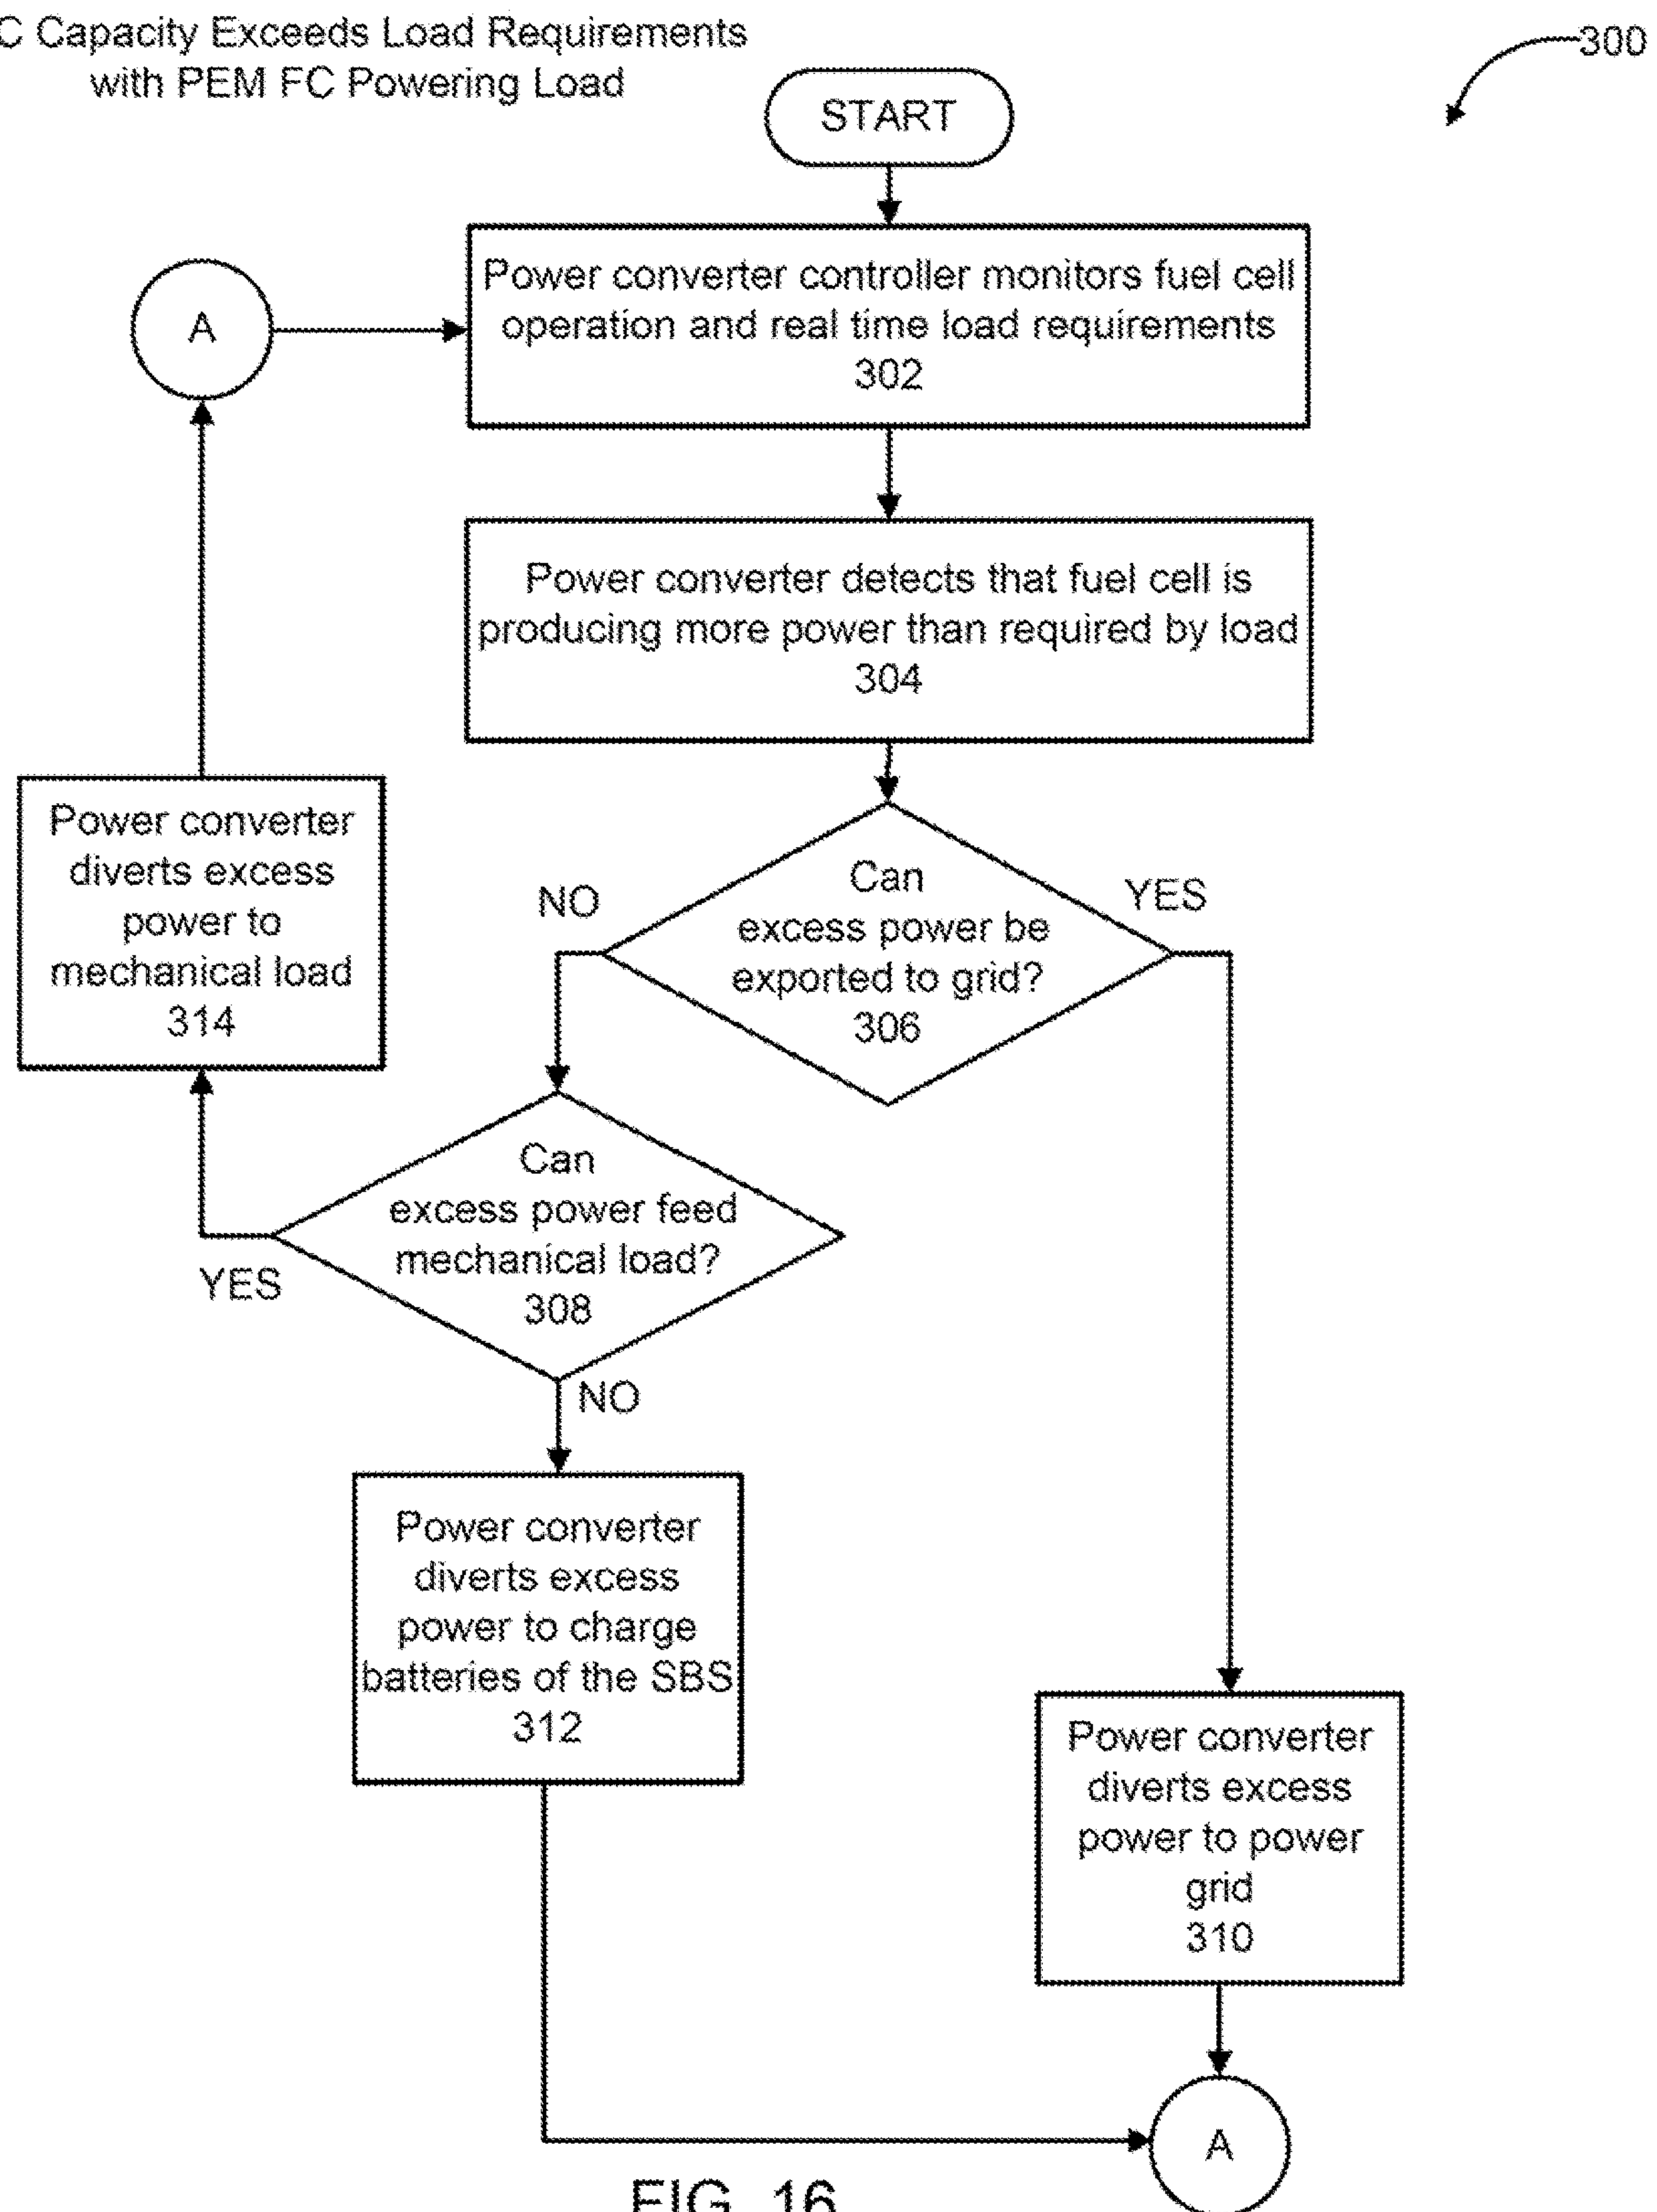 C Capacity Exceeds Load Requirements
with PEM FC Powering Load
300
START
A
Power converter controller monitors fuel cell
operation and real time load requirements
302
Power converter detects that fuel cell is
producing more power than required by load
304
Power converter
diverts excess
power to
mechanical load
314
NO
YES
Can
excess power be
exported to grid?
306
Can
excess power feed
mechanical load?
308
YES
NO
Power converter
diverts excess
power to charge
batteries of the SBS
312
Power converter
diverts excess
power to power
grid
310
A
FIG. 16